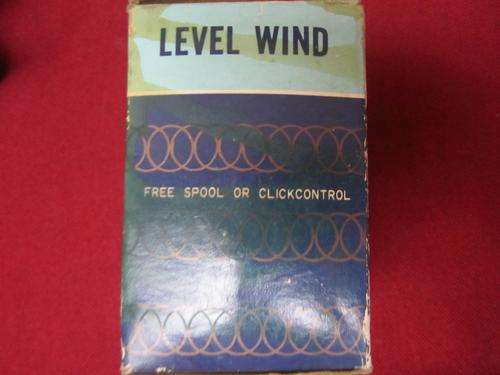 LEVEL WIND
FREE SPOOL OR CLICKCONTROL